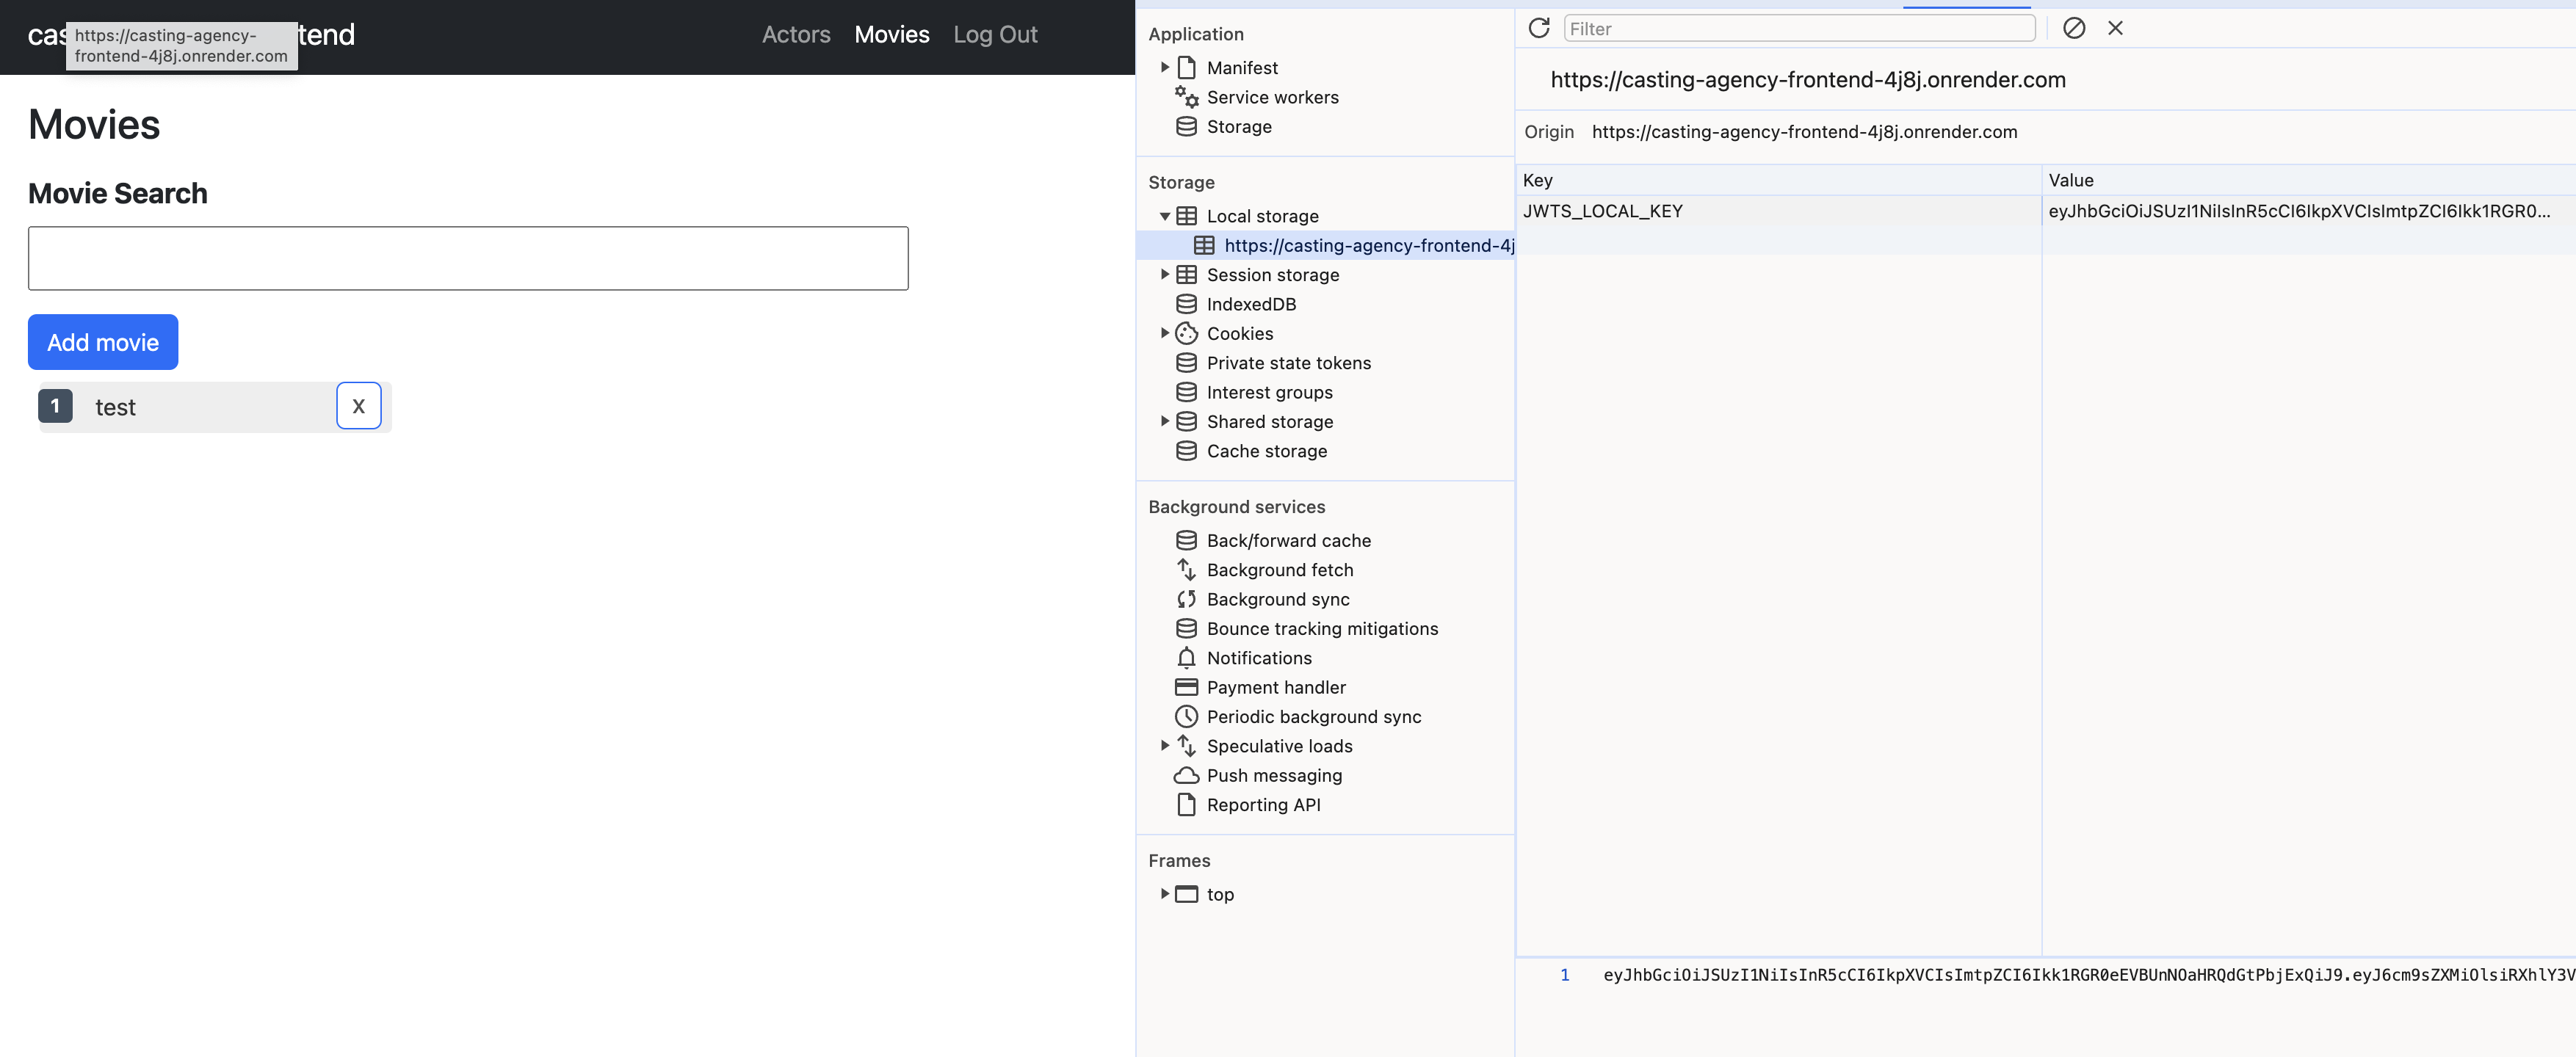 cas
tend
https://casting-agency-
frontend-4j8j.onrender.com
Actors
Movies
Log Out
Movies
Movie Search
Add movie
1
test
X
Application
Manifest
Service workers
Storage
Storage
Local storage
https://casting-agency-frontend-4j
Session storage
IndexedDB
Cookies
Private state tokens
Interest groups
Shared storage
Cache storage
Background services
Back/forward cache
Background fetch
Background sync
Bounce tracking mitigations
Notifications
Payment handler
Periodic background sync
Speculative loads
Push messaging
Reporting API
Frames
top
Filter
https://casting-agency-frontend-4j8j.onrender.com
Origin https://casting-agency-frontend-4j8j.onrender.com
Key Value
JWTS_LOCAL_KEY eyJhbGciOiJSUzI1NiIsInR5cCI6IkpXVCIsImtpZCI6Ikk1RGR0...
1 eyJhbGciOiJSUzI1NiIsInR5cCI6IkpXVCIsImtpZCI6Ikk1RGR0eEVBUnNOaHRQdGtPbjExQiJ9.eyJ6cm9sZXMiOlsiRXhlY3V